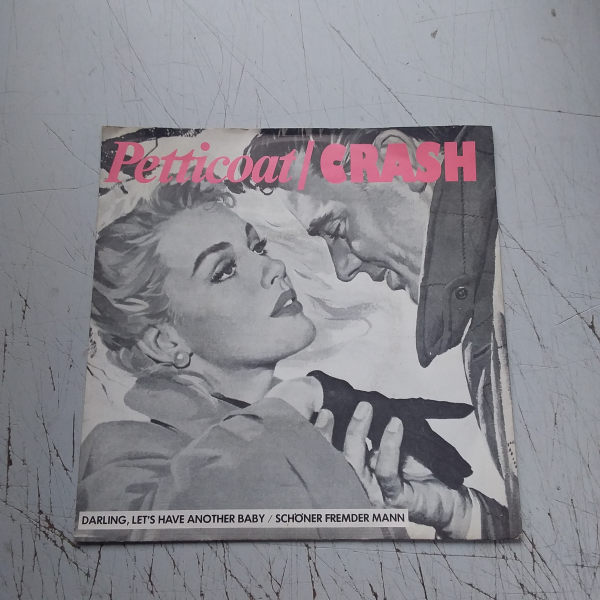 Petticoat / CRASH
DARLING, LET'S HAVE ANOTHER BABY / SCHÖNER FREMDER MANN